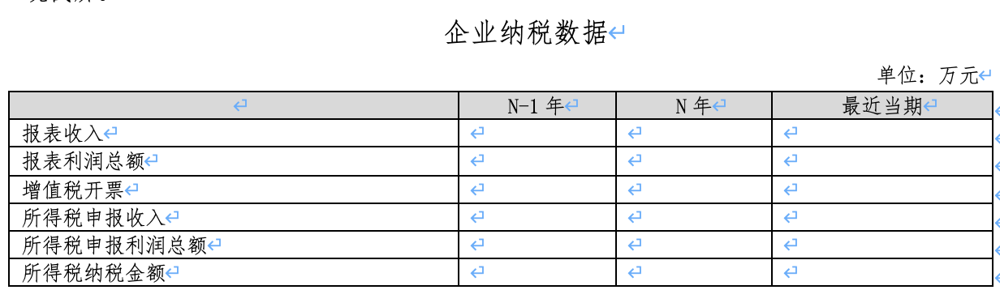 企业纳税数据
单位：万元
N-1 年 N 年 最近当期
报表收入
报表利润总额
增值税开票
所得税申报收入
所得税申报利润总额
所得税纳税金额